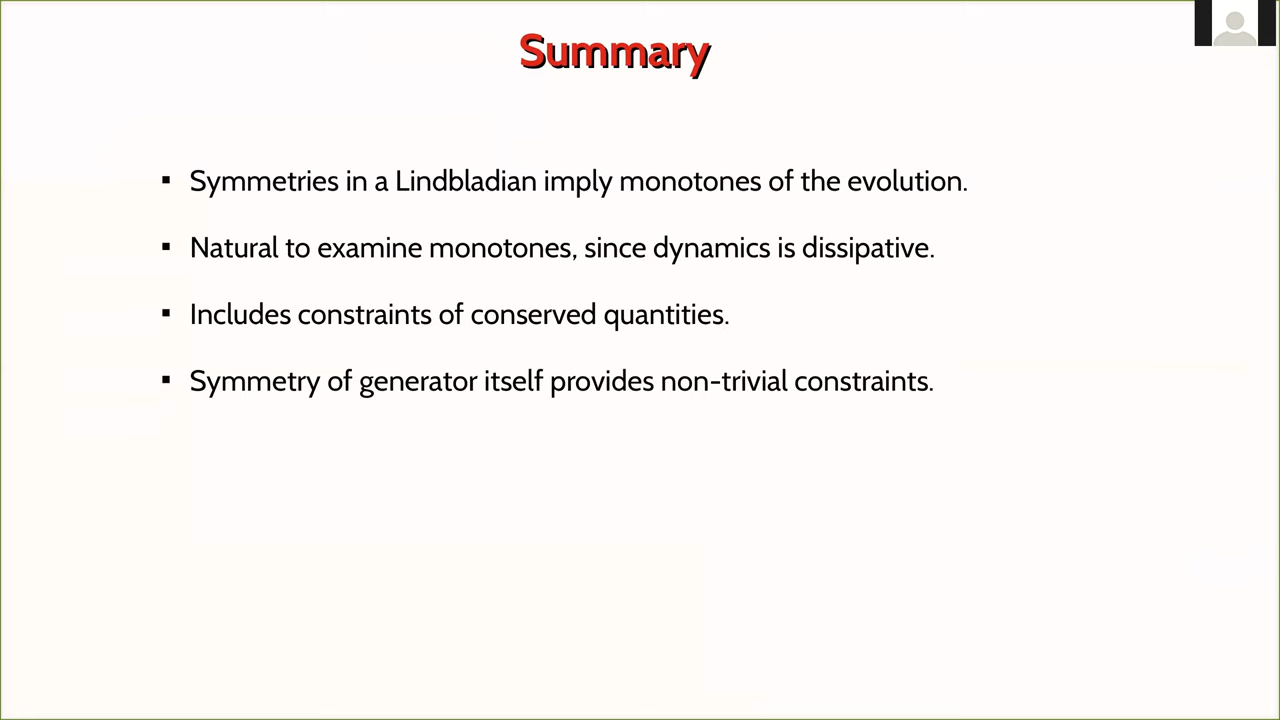 Summary
▪ Symmetries in a Lindbladian imply monotones of the evolution.
▪ Natural to examine monotones, since dynamics is dissipative.
▪ Includes constraints of conserved quantities.
▪ Symmetry of generator itself provides non-trivial constraints.